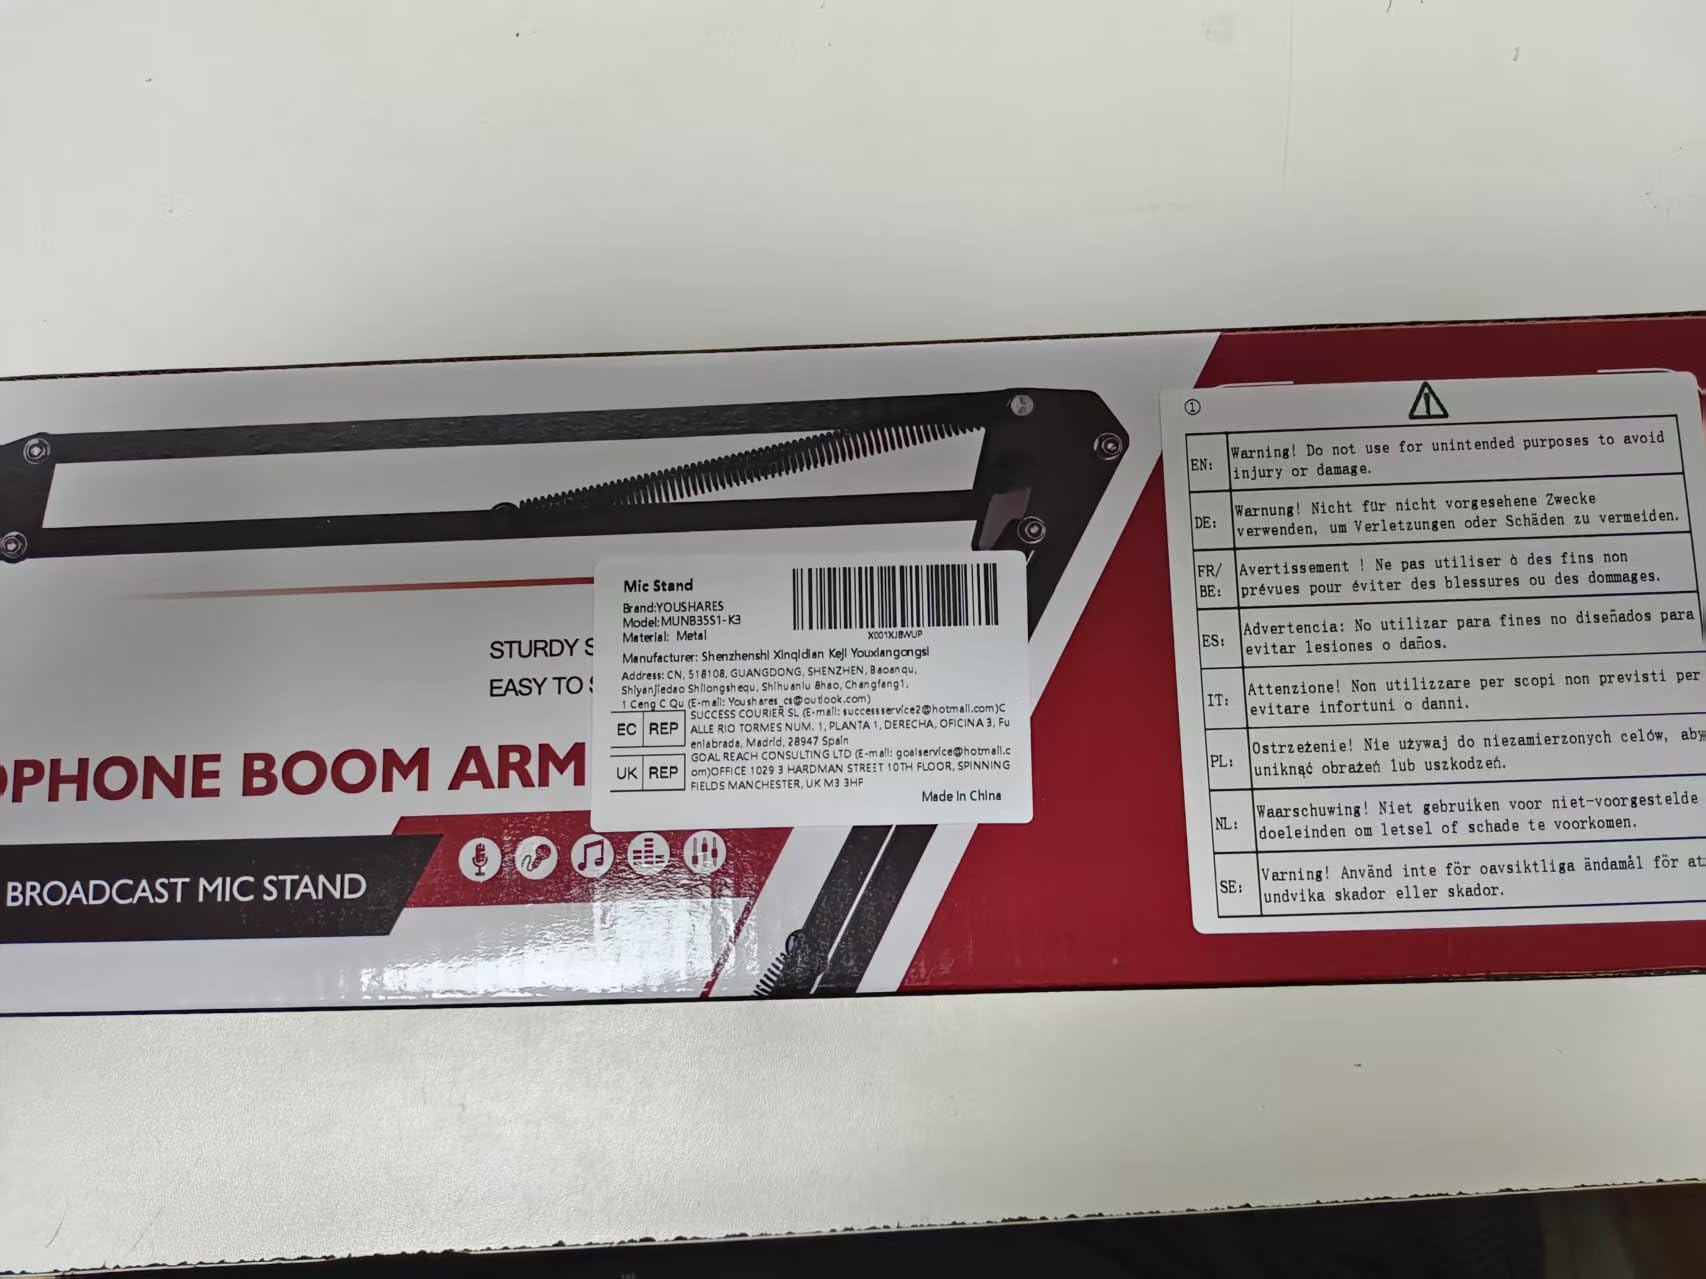 STURDY S
EASY TO S
OPHONE BOOM ARM
BROADCAST MIC STAND
Mic Stand
Brand:YOUSHARES
Model:MUNB35S1-K3
Material: Metal
X001XJ8WUP
Manufacturer: Shenzhenshi Xinqidian Keji Youxiangongsi
Address: CN, 518108, GUANGDONG, SHENZHEN, Baoanqu,
Shiyanjiedao Shilongshequ, Shihuanlu 8hao, Changfang1,
1 Ceng C Qu (E-mail: Youshares_cs@outlook.com)
EC REP
SUCCESS COURIER SL (E-mail: successservice2@hotmail.com)C
ALLE RIO TORMES NUM. 1, PLANTA 1, DERECHA, OFICINA 3, Fu
enlabrada, Madrid, 28947 Spain
UK REP
GOAL REACH CONSULTING LTD (E-mail: goalservice@hotmail.c
om)OFFICE 1029 3 HARDMAN STREET 10TH FLOOR, SPINNING
FIELDS MANCHESTER, UK M3 3HF
Made In China
①
EN: Warning! Do not use for unintended purposes to avoid
injury or damage.
DE: Warnung! Nicht für nicht vorgesehene Zwecke
verwenden, um Verletzungen oder Schäden zu vermeiden.
FR/
BE:
Avertissement ! Ne pas utiliser à des fins non
prévues pour éviter des blessures ou des dommages.
ES: Advertencia: No utilizar para fines no diseñados para
evitar lesiones o daños.
IT: Attenzione! Non utilizzare per scopi non previsti per
evitare infortuni o danni.
PL: Ostrzeżenie! Nie używaj do niezamierzonych celów, aby
uniknąć obrażeń lub uszkodzeń.
NL: Waarschuwing! Niet gebruiken voor niet-voorgestelde
doeleinden om letsel of schade te voorkomen.
SE: Varning! Använd inte för oavsiktliga ändamål för at
undvika skador eller skador.